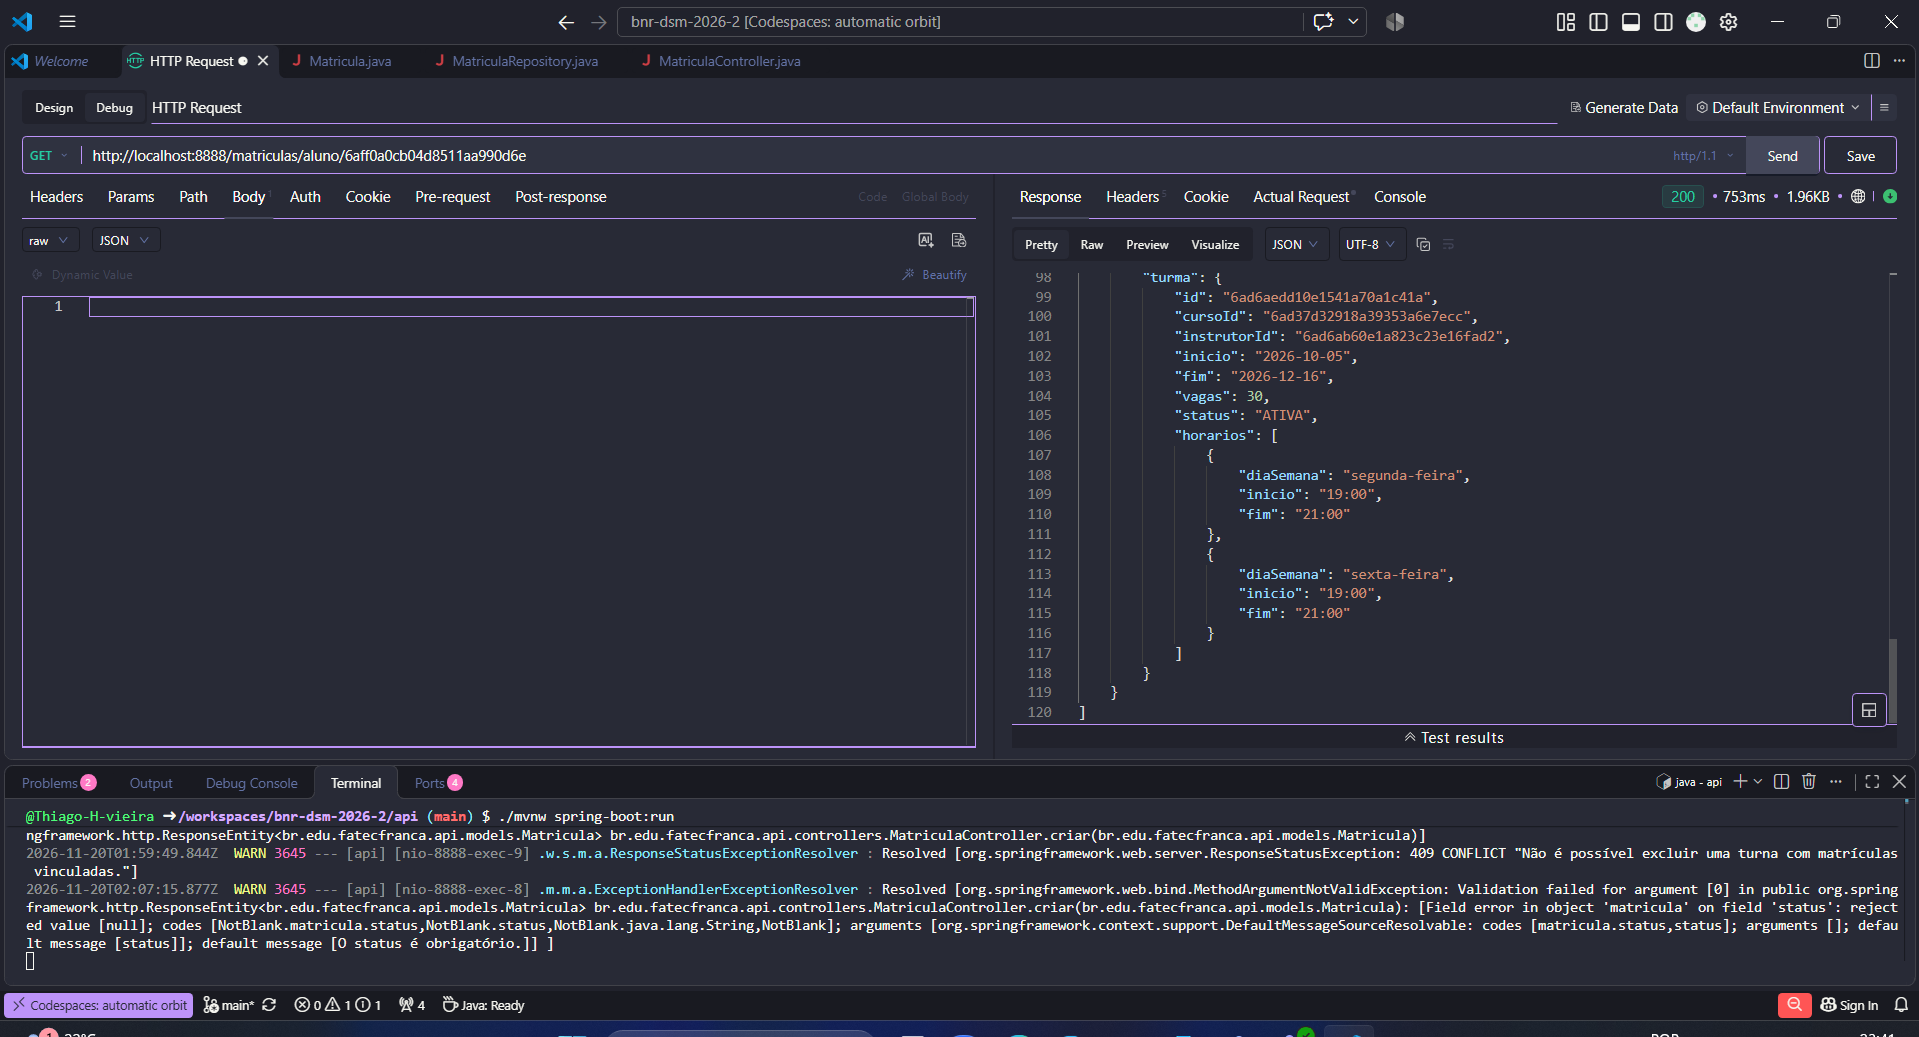 bnr-dsm-2026-2 [Codespaces: automatic orbit]
Welcome
HTTP Request
Matricula.java
MatriculaRepository.java
MatriculaController.java
Design
Debug
HTTP Request
Generate Data
Default Environment
GET
http://localhost:8888/matriculas/aluno/6aff0a0cb04d8511aa990d6e
http/1.1
Send
Save
Headers
Params
Path
Body 1
Auth
Cookie
Pre-request
Post-response
Code
Global Body
Response
Headers 5
Cookie
Actual Request
Console
200
753ms
1.96KB
raw
JSON
Dynamic Value
Beautify
1
Pretty
Raw
Preview
Visualize
JSON
UTF-8
98 "turma": {
99 "id": "6ad6aedd10e1541a70a1c41a",
100 "cursoId": "6ad37d32918a39353a6e7ecc",
101 "instrutorId": "6ad6ab60e1a823c23e16fad2",
102 "inicio": "2026-10-05",
103 "fim": "2026-12-16",
104 "vagas": 30,
105 "status": "ATIVA",
106 "horarios": [
107 {
108 "diaSemana": "segunda-feira",
109 "inicio": "19:00",
110 "fim": "21:00"
111 },
112 {
113 "diaSemana": "sexta-feira",
114 "inicio": "19:00",
115 "fim": "21:00"
116 }
117 ]
118 }
119 }
120 ]
Test results
Problems 2
Output
Debug Console
Terminal
Ports 4
java - api
@Thiago-H-vieira ➜/workspaces/bnr-dsm-2026-2/api (main) $ ./mvnw spring-boot:run
ngframework.http.ResponseEntity<br.edu.fatecfranca.api.models.Matricula> br.edu.fatecfranca.api.controllers.MatriculaController.criar(br.edu.fatecfranca.api.models.Matricula)]
2026-11-20T01:59:49.844Z WARN 3645 --- [api] [nio-8888-exec-9] .w.s.m.a.ResponseStatusExceptionResolver : Resolved [org.springframework.web.server.ResponseStatusException: 409 CONFLICT "Não é possível excluir uma turna com matrículas
vinculadas."]
2026-11-20T02:07:15.877Z WARN 3645 --- [api] [nio-8888-exec-8] .m.m.a.ExceptionHandlerExceptionResolver : Resolved [org.springframework.web.bind.MethodArgumentNotValidException: Validation failed for argument [0] in public org.spring
framework.http.ResponseEntity<br.edu.fatecfranca.api.models.Matricula> br.edu.fatecfranca.api.controllers.MatriculaController.criar(br.edu.fatecfranca.api.models.Matricula): [Field error in object 'matricula' on field 'status': reject
ed value [null]; codes [NotBlank.matricula.status,NotBlank.status,NotBlank.java.lang.String,NotBlank]; arguments [org.springframework.context.support.DefaultMessageSourceResolvable: codes [matricula.status,status]; arguments []; defau
lt message [status]]; default message [O status é obrigatório.]] ]
Codespaces: automatic orbit
main*
0
1
1
4
Java: Ready
Sign In